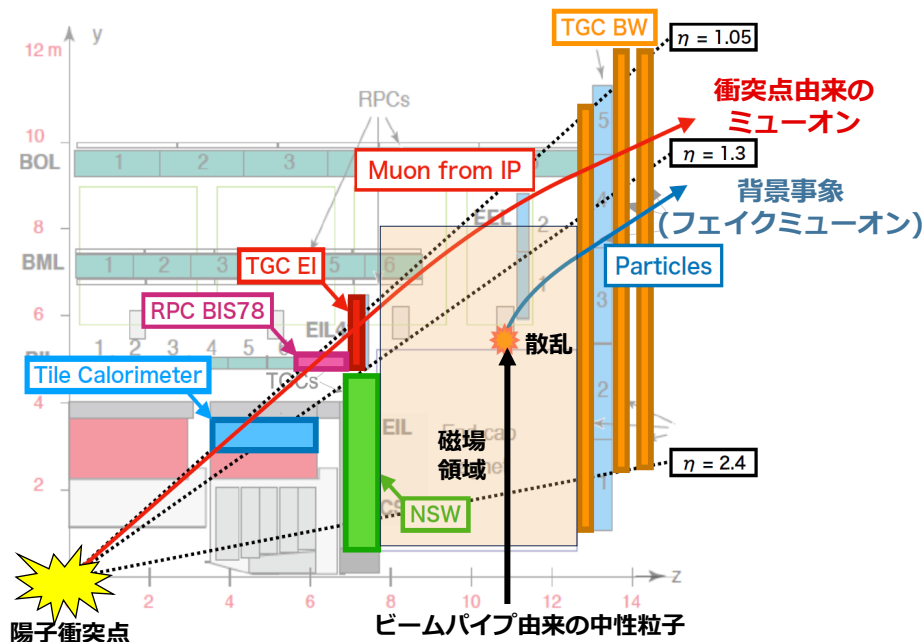 12 m
y
TGC BW
η = 1.05
RPCs
衝突点由来の
ミューオン
10
BOL
1 2 3
5
Muon from IP
η = 1.3
背景事象
(フェイクミューオン)
8
EEL
2
4
BML
1 2 3
5 6
TGC EI
1
Particles
RPC BIS78
3
6
EIL4
散乱
1 2 3 4 5 6
Tile Calorimeter
TGCs
4
2
EIL
End-cap
磁場
領域
η = 2.4
2
NSW
1
z
2 4 6 8 10 12 14
陽子衝突点
ビームパイプ由来の中性粒子